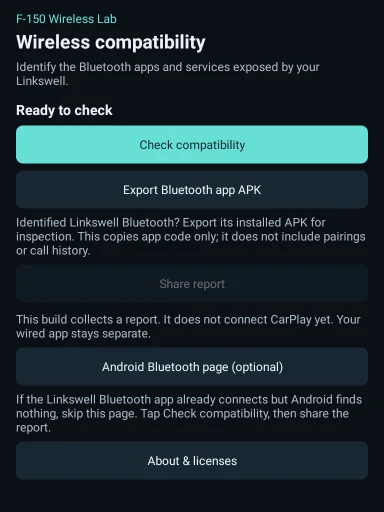 F-150 Wireless Lab
Wireless compatibility
Identify the Bluetooth apps and services exposed by your
Linkswell.
Ready to check
Check compatibility
Export Bluetooth app APK
Identified Linkswell Bluetooth? Export its installed APK for
inspection. This copies app code only; it does not include pairings
or call history.
Share report
This build collects a report. It does not connect CarPlay yet. Your
wired app stays separate.
Android Bluetooth page (optional)
If the Linkswell Bluetooth app already connects but Android finds
nothing, skip this page. Tap Check compatibility, then share the
report.
About & licenses